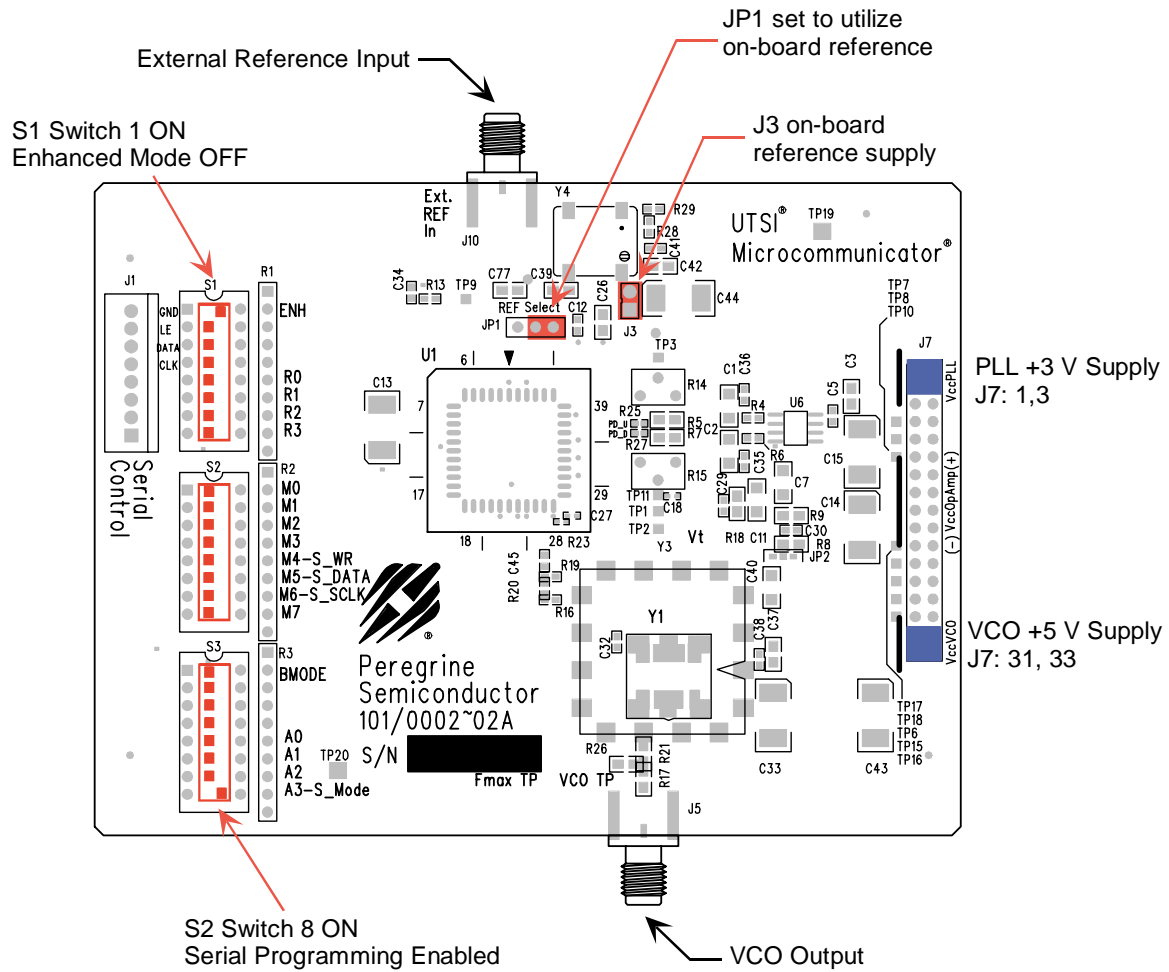 JP1 set to utilize
on-board reference
External Reference Input
S1 Switch 1 ON
Enhanced Mode OFF
J3 on-board
reference supply
Ext.
REF
In
J10
Y4
R29
R28
C41
C42
UTSI®
Microcommunicator®
TP19
J1
S1
R1
GND
LE
DATA
CLK
ENH
R0
R1
R2
R3
C34
R13
TP9
C77
C39
REF Select
JP1
C12
C26
J3
C44
TP7
TP8
TP10
J7
VccPLL
PLL +3 V Supply
J7: 1,3
U1
6
7
39
17
29
18
28
C13
TP3
R14
R25
PD_U
PD_D
R27
R5
R7
R15
TP11
C18
TP1
TP2
C27
R23
C1
C36
C2
R4
R6
U6
C5
C3
C35
C29
C7
C15
C14
R18
C11
R9
C30
R8
JP2
(-) VccOpAmp(+)
Serial
Control
S2
R2
M0
M1
M2
M3
M4-S_WR
M5-S_DATA
M6-S_SCLK
M7
®
R20
C45
R19
R16
Y3
Vt
C40
C32
Y1
C38
C37
VccVCO
VCO +5 V Supply
J7: 31, 33
S3
R3
BMODE
A0
A1
A2
A3-S_Mode
TP20
Peregrine
Semiconductor
101/0002~02A
S/N
Fmax TP
VCO TP
R26
R21
R17
J5
C33
C43
TP17
TP18
TP6
TP15
TP16
S2 Switch 8 ON
Serial Programming Enabled
VCO Output